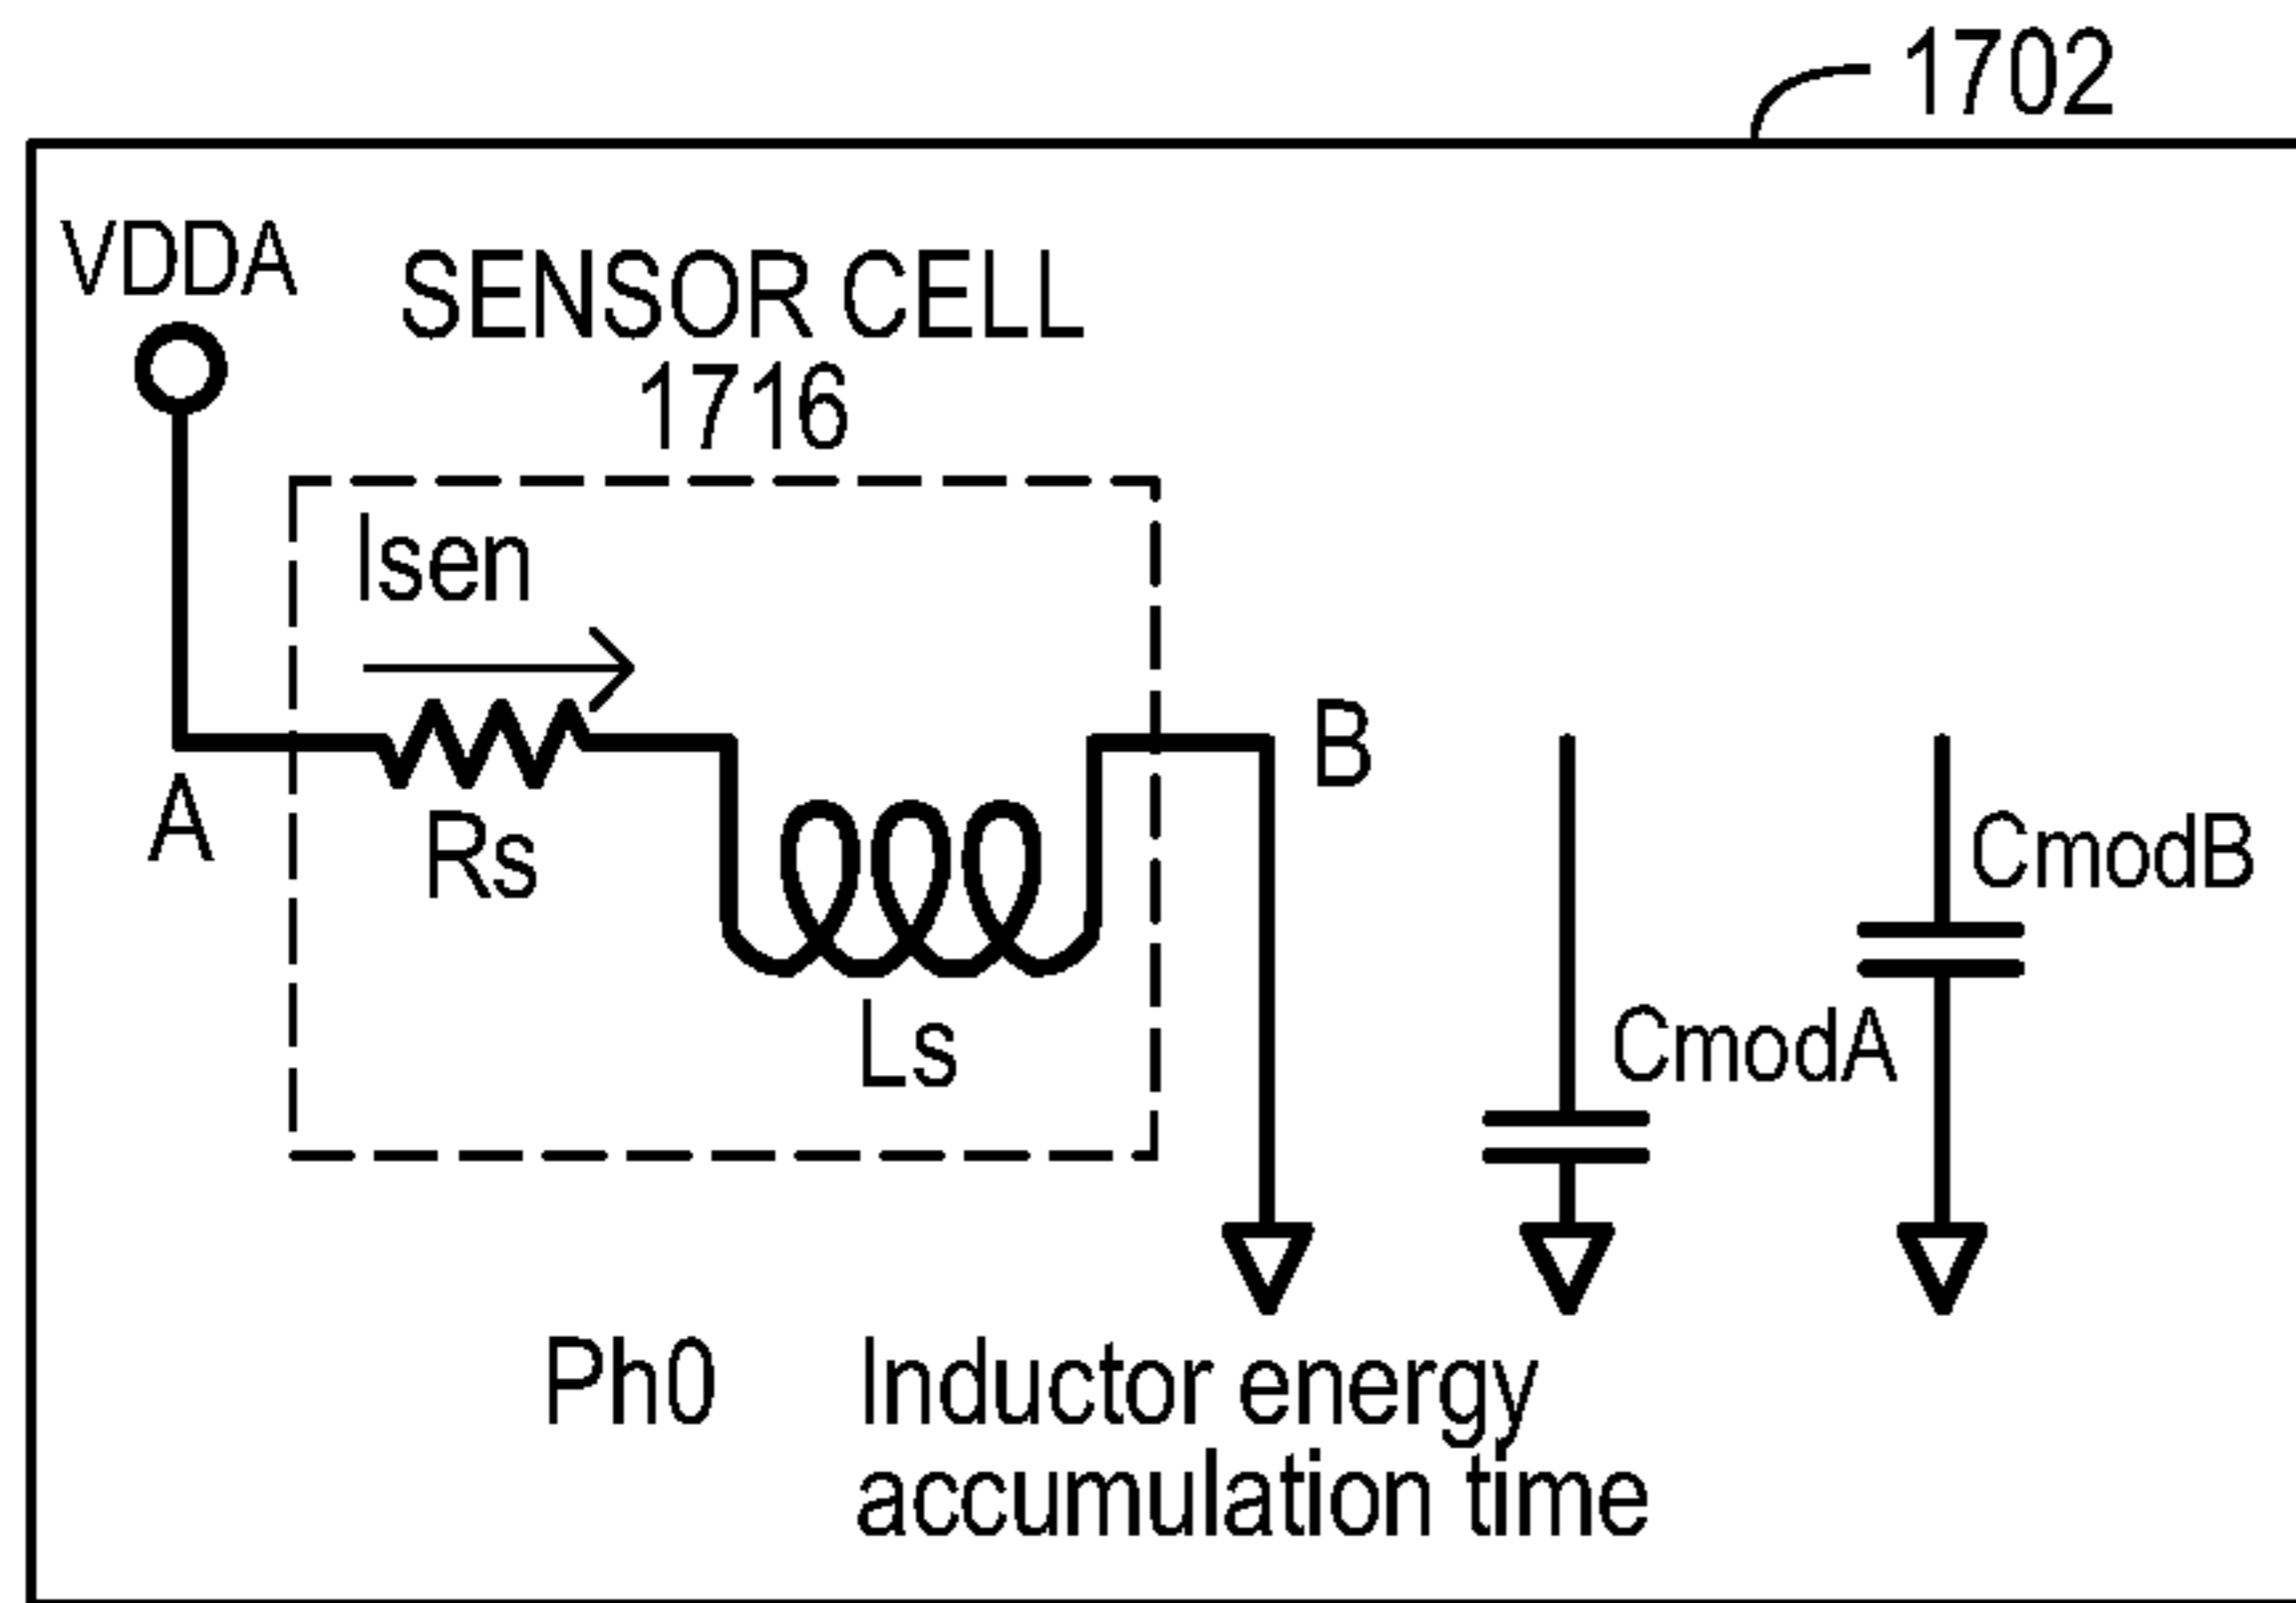 1702
VDDA
SENSOR CELL
1716
Isen
A
Rs
Ls
B
CmodA
CmodB
Ph0 Inductor energy
accumulation time